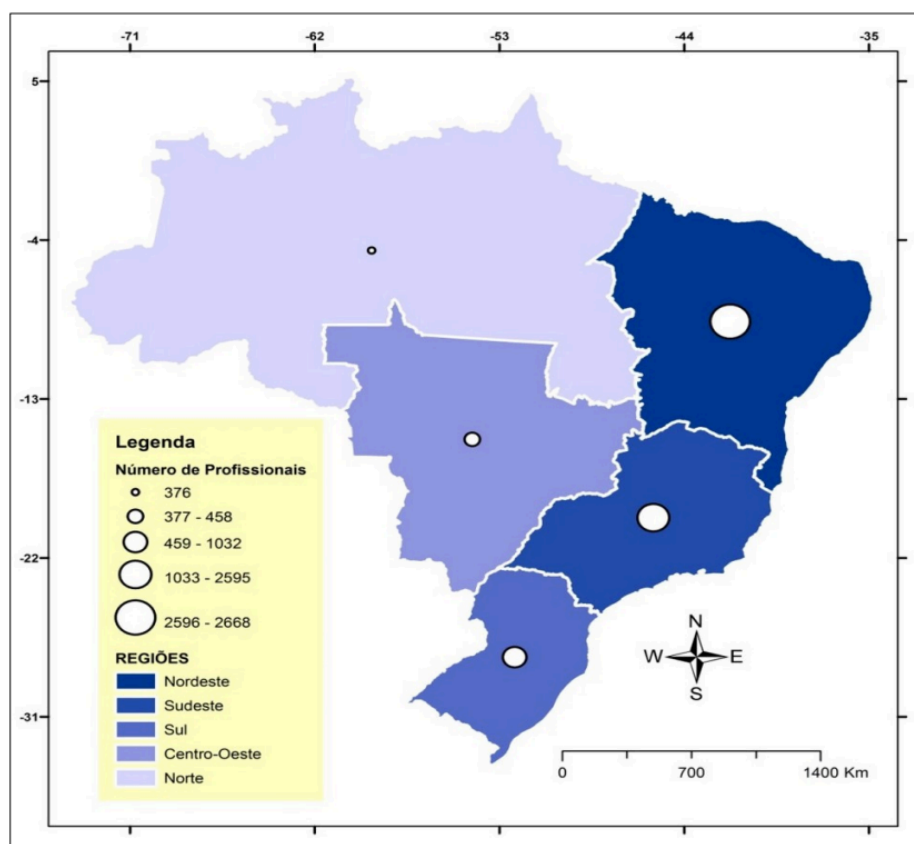 -71 -62 -53 -44 -35
5
-4
-13
-22
-31
Legenda
Número de Profissionais
376
377 - 458
459 - 1032
1033 - 2595
2596 - 2668
REGIÕES
Nordeste
Sudeste
Sul
Centro-Oeste
Norte
N
W E
S
0 700 1400 Km